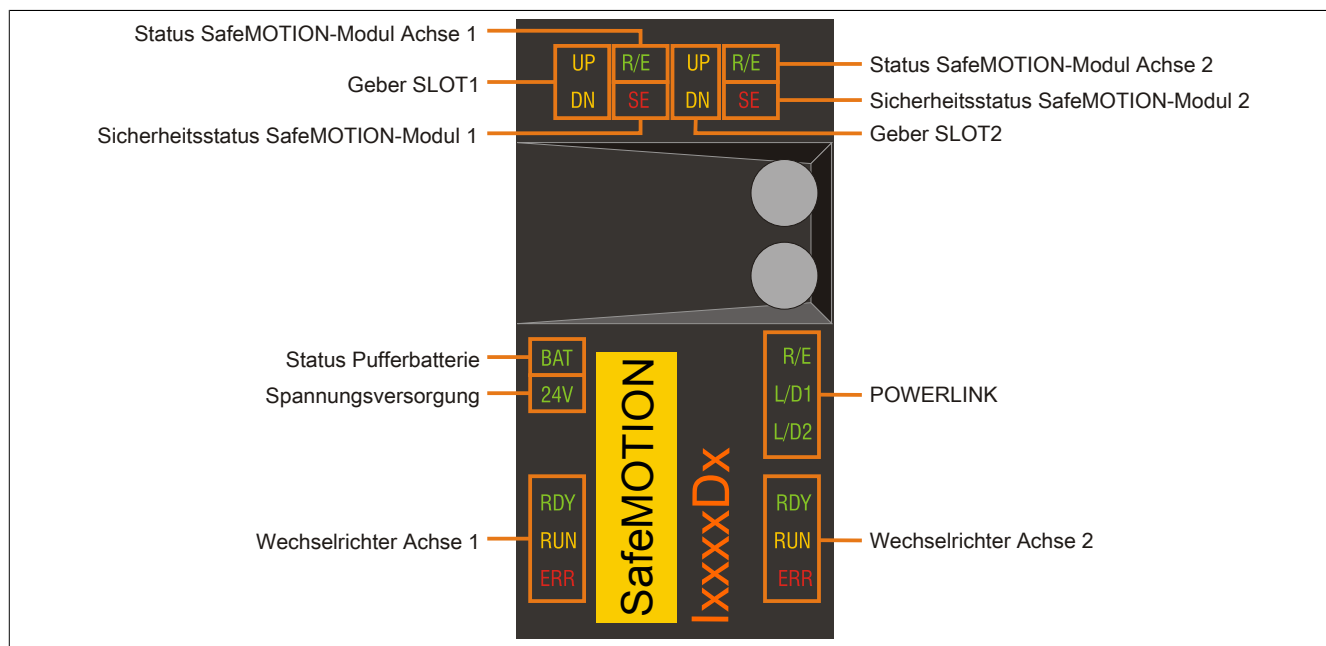 Status SafeMOTION-Modul Achse 1
UP R/E UP R/E
Status SafeMOTION-Modul Achse 2
Geber SLOT1
DN SE DN SE
Sicherheitsstatus SafeMOTION-Modul 2
Sicherheitsstatus SafeMOTION-Modul 1
Geber SLOT2
Status Pufferbatterie
BAT
R/E
Spannungsversorgung
24V
L/D1
POWERLINK
L/D2
SafeMOTION
IxxxxDx
RDY
RDY
Wechselrichter Achse 1
RUN
RUN
Wechselrichter Achse 2
ERR
ERR